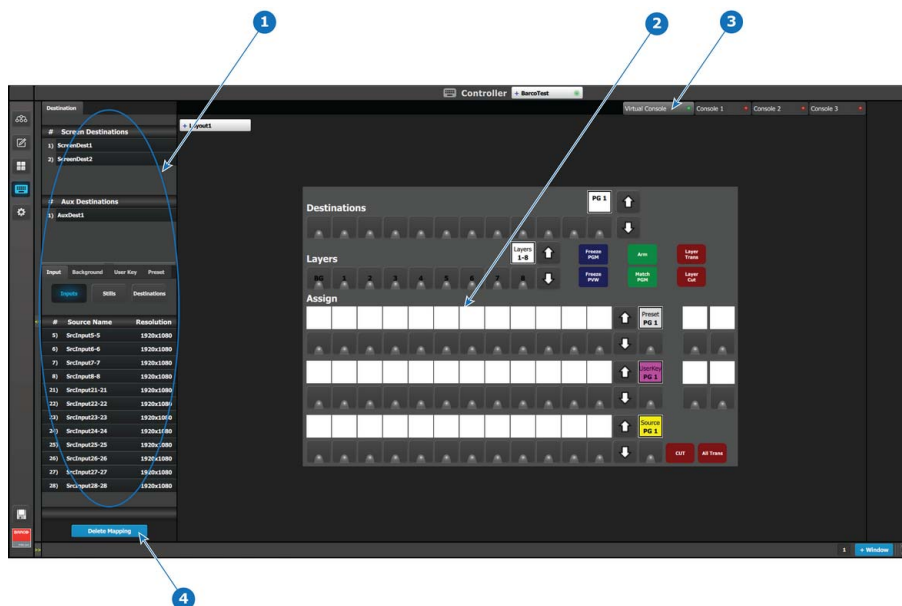 1
2
3
Controller + BarcoTest
Destination
Virtual Console Console 1 Console 2 Console 3
+ Layout1
# Screen Destinations
1) ScreenDest1
2) ScreenDest2
# Aux Destinations
1) AuxDest1
Input Background User Key Preset
Inputs Stills Destinations
# Source Name Resolution
5) SrcInput5-5 1920x1080
6) SrcInput6-6 1920x1080
7) SrcInput7-7 1920x1080
8) SrcInput8-8 1920x1080
21) SrcInput21-21 1920x1080
22) SrcInput22-22 1920x1080
23) SrcInput23-23 1920x1080
24) SrcInput24-24 1920x1080
25) SrcInput25-25 1920x1080
26) SrcInput26-26 1920x1080
27) SrcInput27-27 1920x1080
28) SrcInput28-28 1920x1080
Delete Mapping
Destinations
PG 1
Layers
Layers
1-8
Freeze
PGM
Arm
Layer
Trans
BG 1 2 3 4 5 6 7 8
Freeze
PVW
Match
PGM
Layer
Cut
Assign
Preset
PG 1
UserKey
PG 1
Source
PG 1
CUT All Trans
BARCO
1 + Window
4